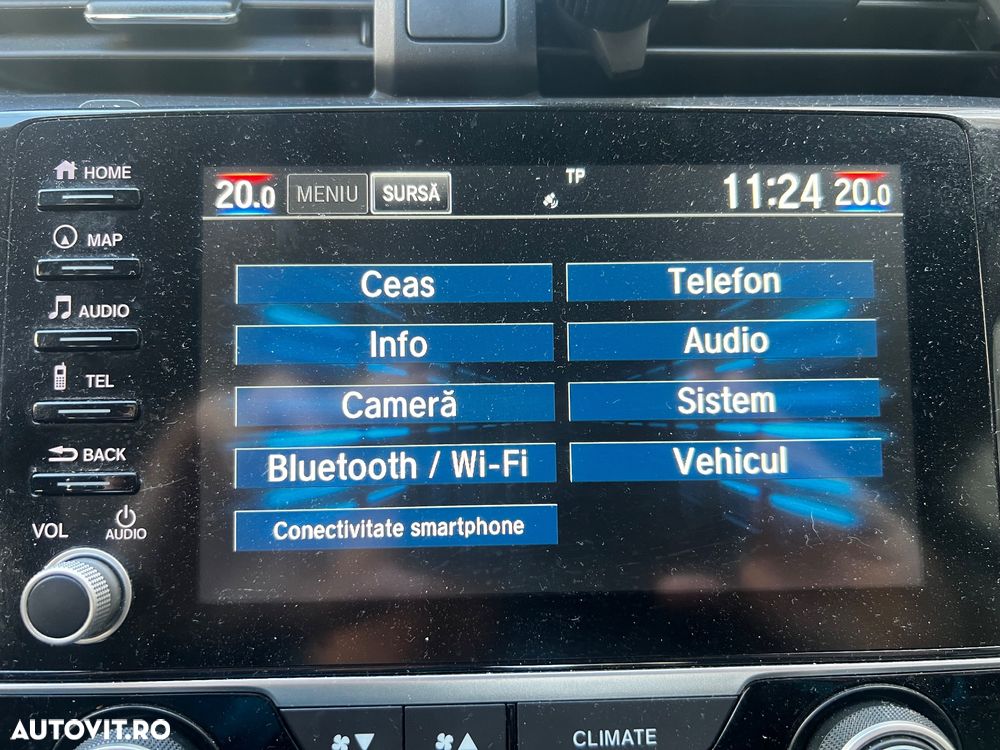 HOME
MAP
AUDIO
TEL
BACK
VOL
AUDIO
20.0 MENIU SURSĂ TP 11:24 20.0
Ceas Telefon
Info Audio
Cameră Sistem
Bluetooth / Wi-Fi Vehicul
Conectivitate smartphone
CLIMATE
AUTOVIT.RO